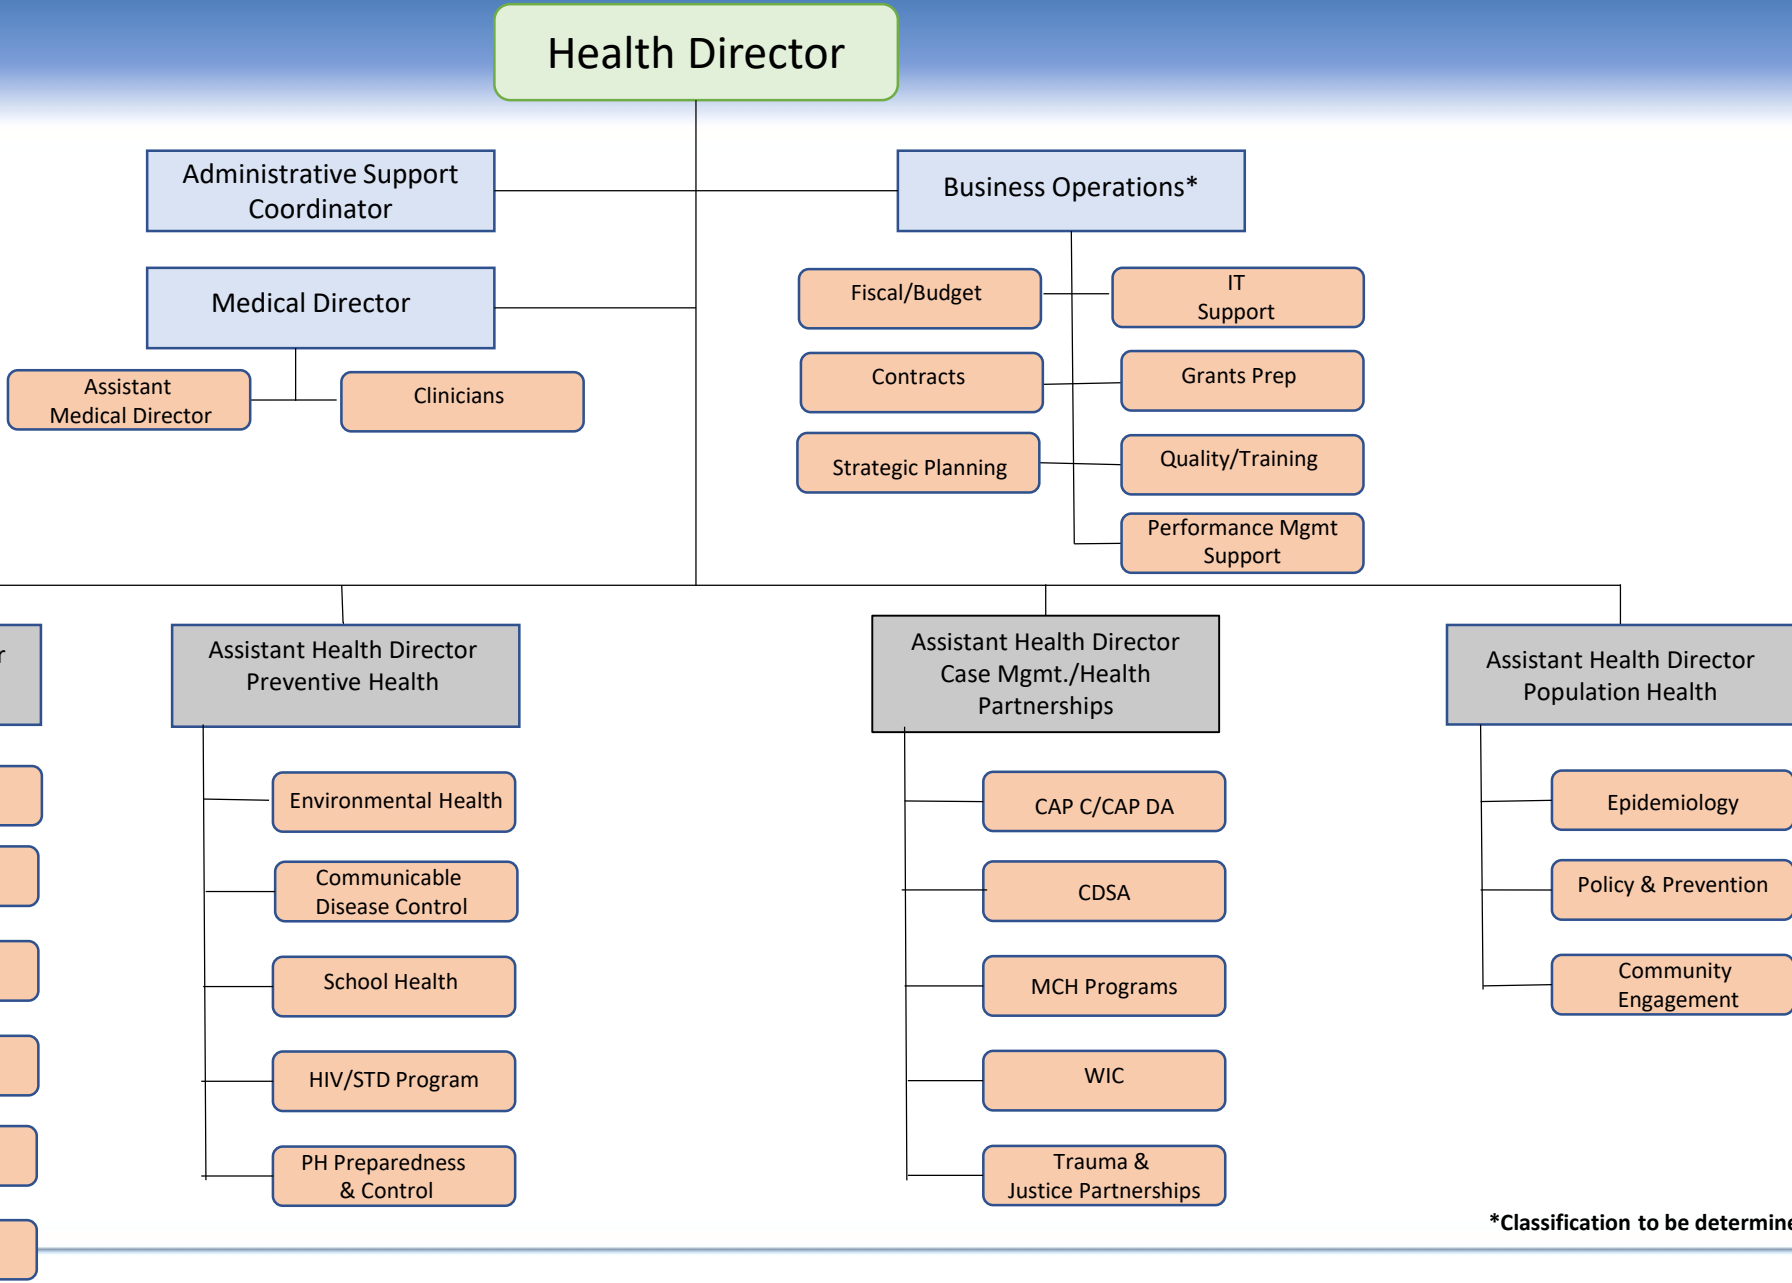 Health Director
Administrative Support
Coordinator
Business Operations*
Medical Director
Fiscal/Budget
IT
Support
Assistant
Medical Director
Clinicians
Contracts
Grants Prep
Strategic Planning
Quality/Training
Performance Mgmt
Support
Assistant Health Director
Preventive Health
Environmental Health
Communicable
Disease Control
School Health
HIV/STD Program
PH Preparedness
& Control
Assistant Health Director
Case Mgmt./Health
Partnerships
CAP C/CAP DA
CDSA
MCH Programs
WIC
Trauma &
Justice Partnerships
Assistant Health Director
Population Health
Epidemiology
Policy & Prevention
Community
Engagement
*Classification to be